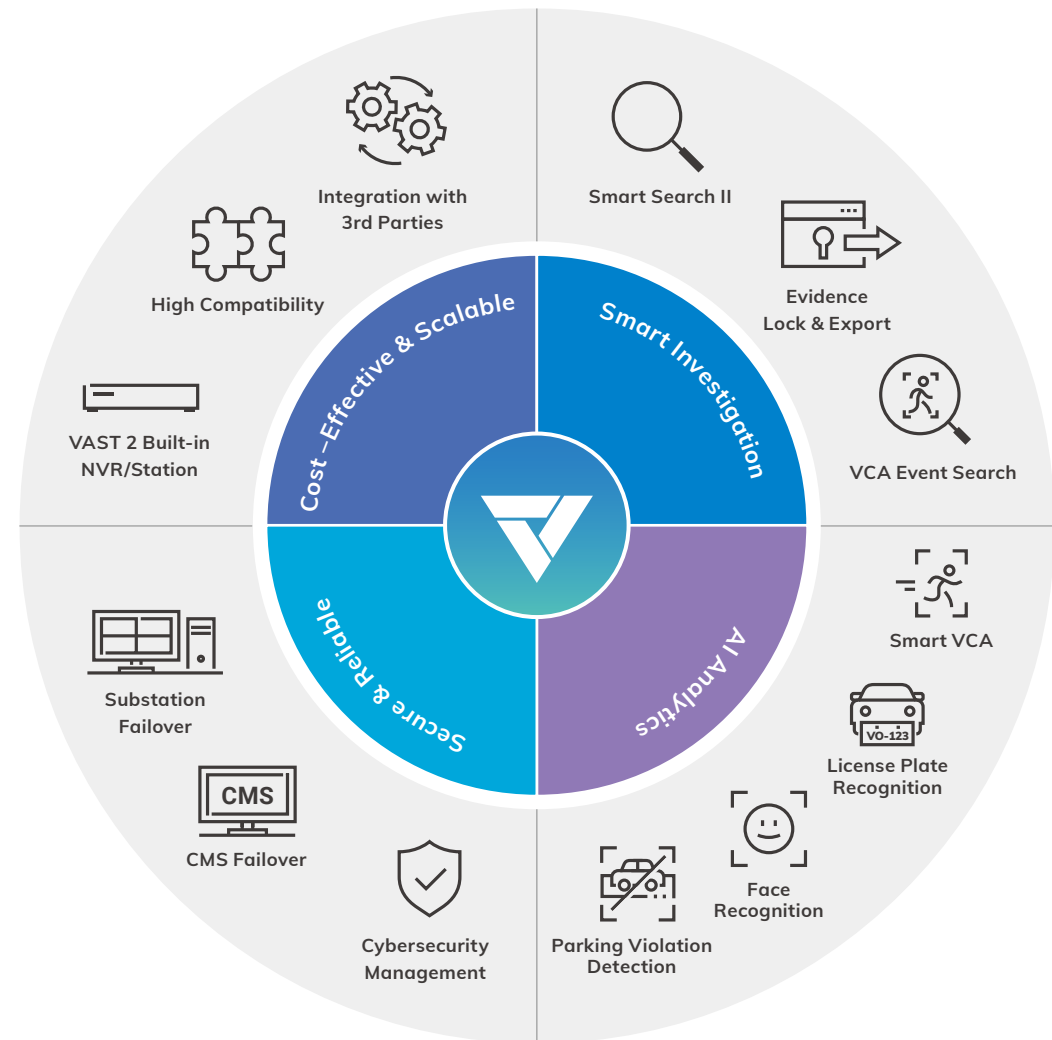 Integration with
3rd Parties
High Compatibility
VAST 2 Built-in
NVR/Station
Cost –Effective & Scalable
Smart Search II
Evidence
Lock & Export
VCA Event Search
Smart Investigation
Smart VCA
VO-123
License Plate
Recognition
Face
Recognition
Parking Violation
Detection
AI Analytics
Substation
Failover
CMS
CMS Failover
Cybersecurity
Management
Secure & Reliable